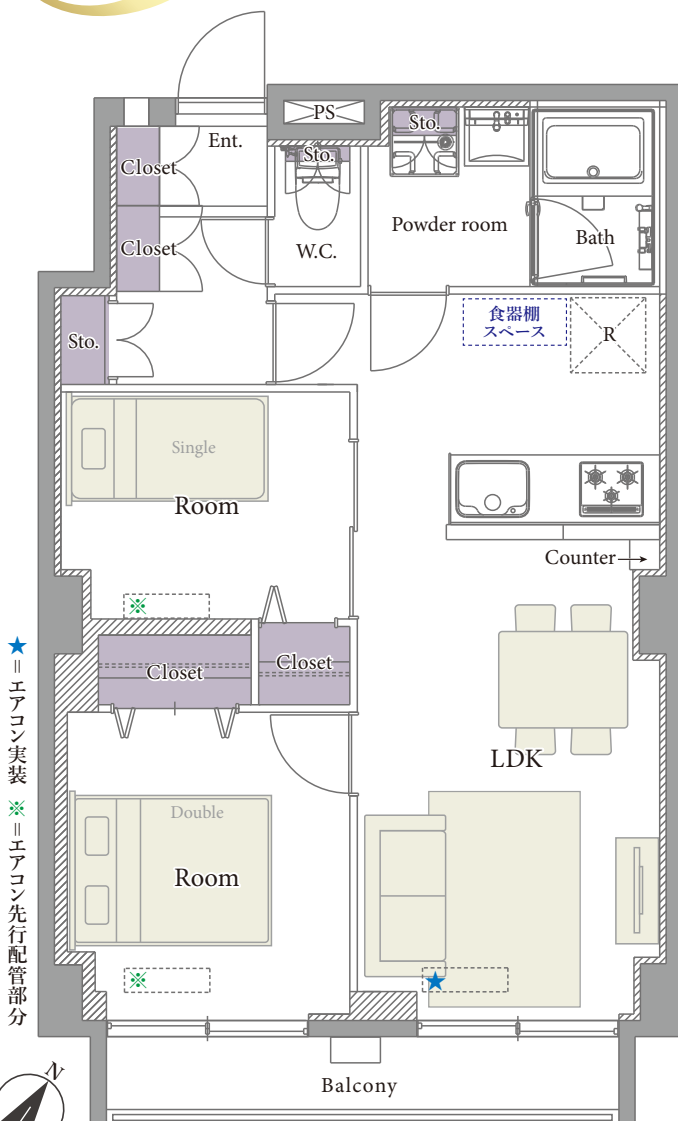 PS
Ent.
Sto.
Sto.
Closet
Powder room
Bath
W.C.
Closet
食器棚
スペース
R
Sto.
Single
Room
Counter→
※
Closet
Closet
LDK
Double
Room
※
★
★=エアコン実装 ※=エアコン先行配管部分
N
Balcony